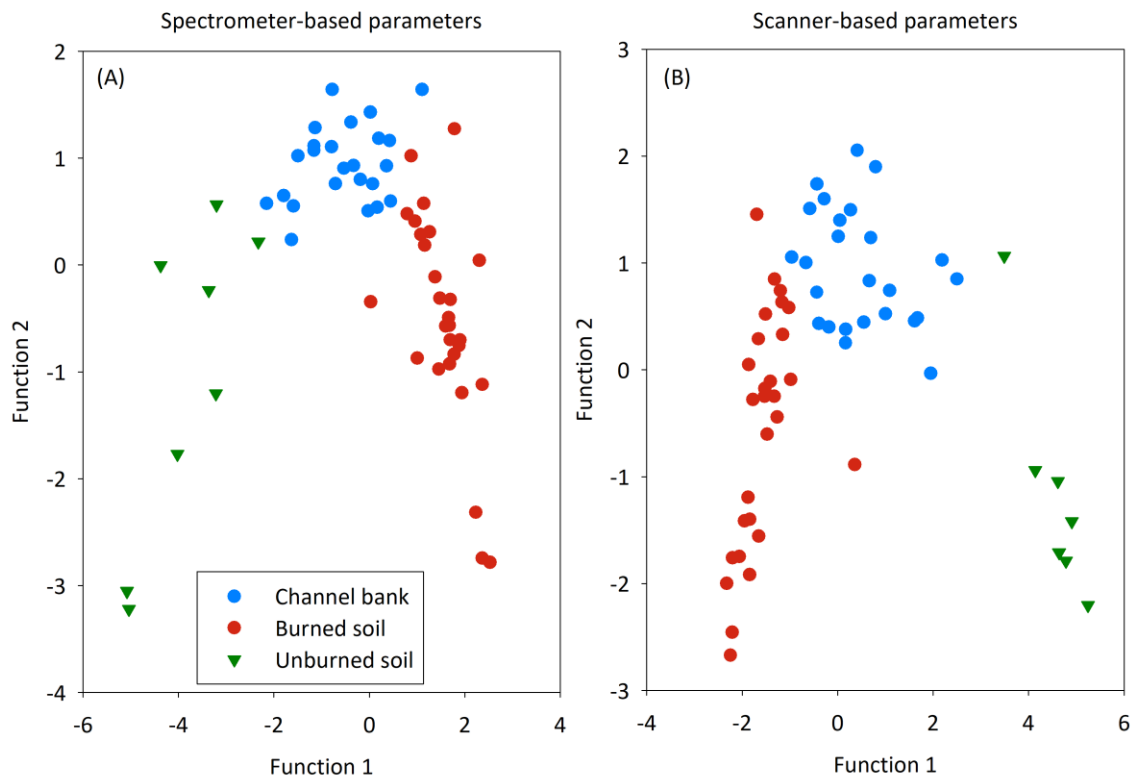 Spectrometer-based parameters
Scanner-based parameters
(A)
2
1
0
-1
-2
-3
-4
Function 2
-6
-4
-2
0
2
4
Function 1
Channel bank
Burned soil
Unburned soil
(B)
3
2
1
0
-1
-2
-3
Function 2
-4
-2
0
2
4
6
Function 1